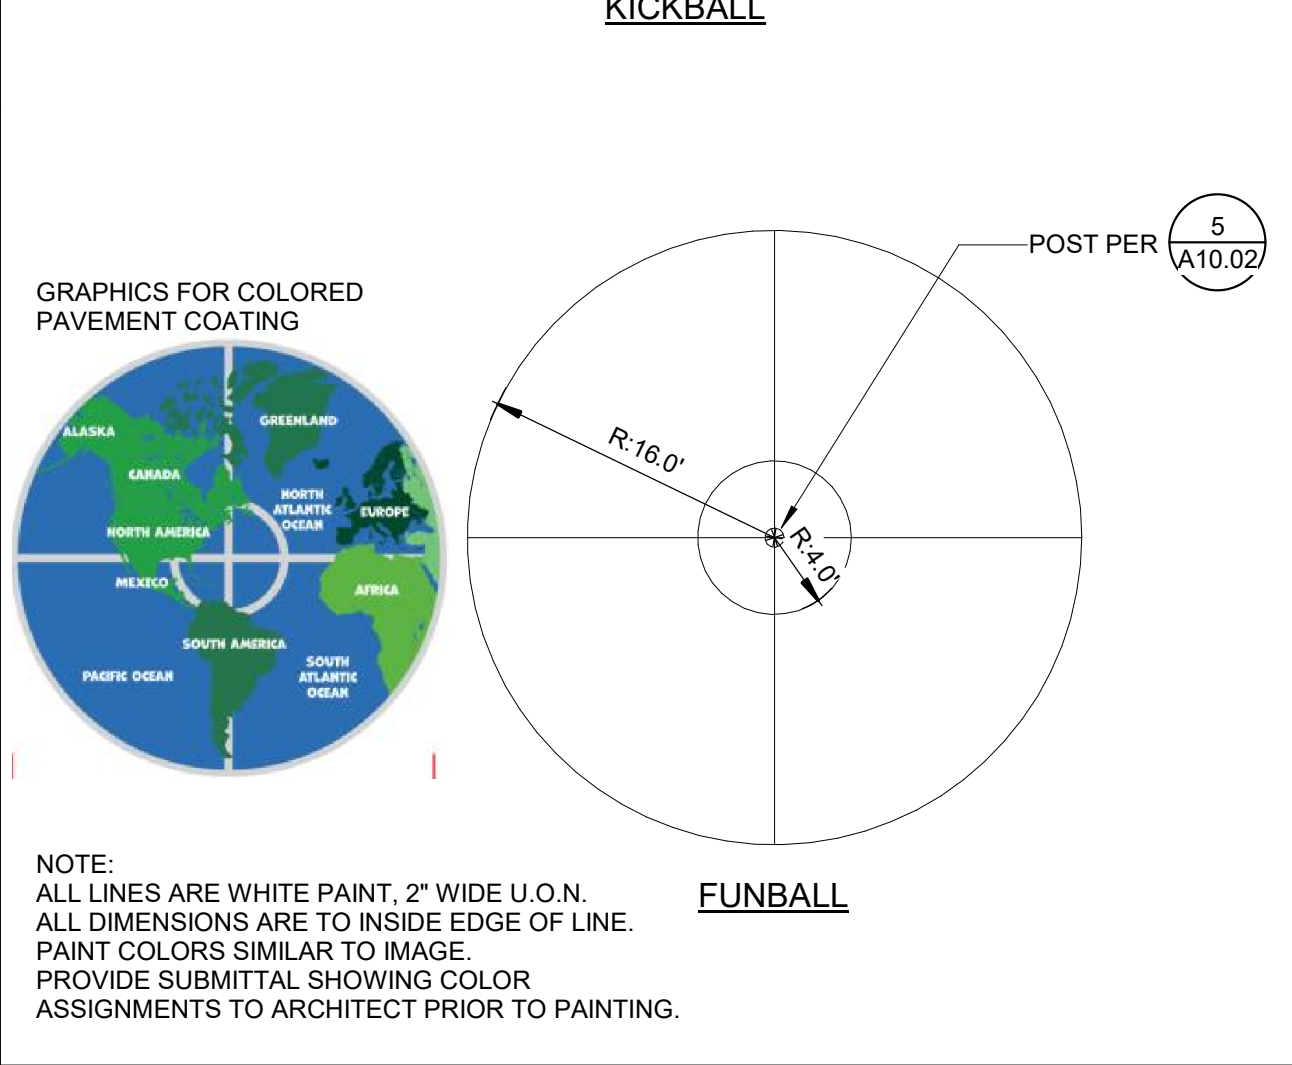 KICKBALL
POST PER
5
A10.02
GRAPHICS FOR COLORED
PAVEMENT COATING
ALASKA
GREENLAND
CANADA
NORTH
ATLANTIC
OCEAN
EUROPE
NORTH AMERICA
MEXICO
AFRICA
SOUTH AMERICA
PACIFIC OCEAN
SOUTH
ATLANTIC
OCEAN
R:16.0'
R:4.0'
NOTE:
ALL LINES ARE WHITE PAINT, 2" WIDE U.O.N.
ALL DIMENSIONS ARE TO INSIDE EDGE OF LINE.
PAINT COLORS SIMILAR TO IMAGE.
PROVIDE SUBMITTAL SHOWING COLOR
ASSIGNMENTS TO ARCHITECT PRIOR TO PAINTING.
FUNBALL